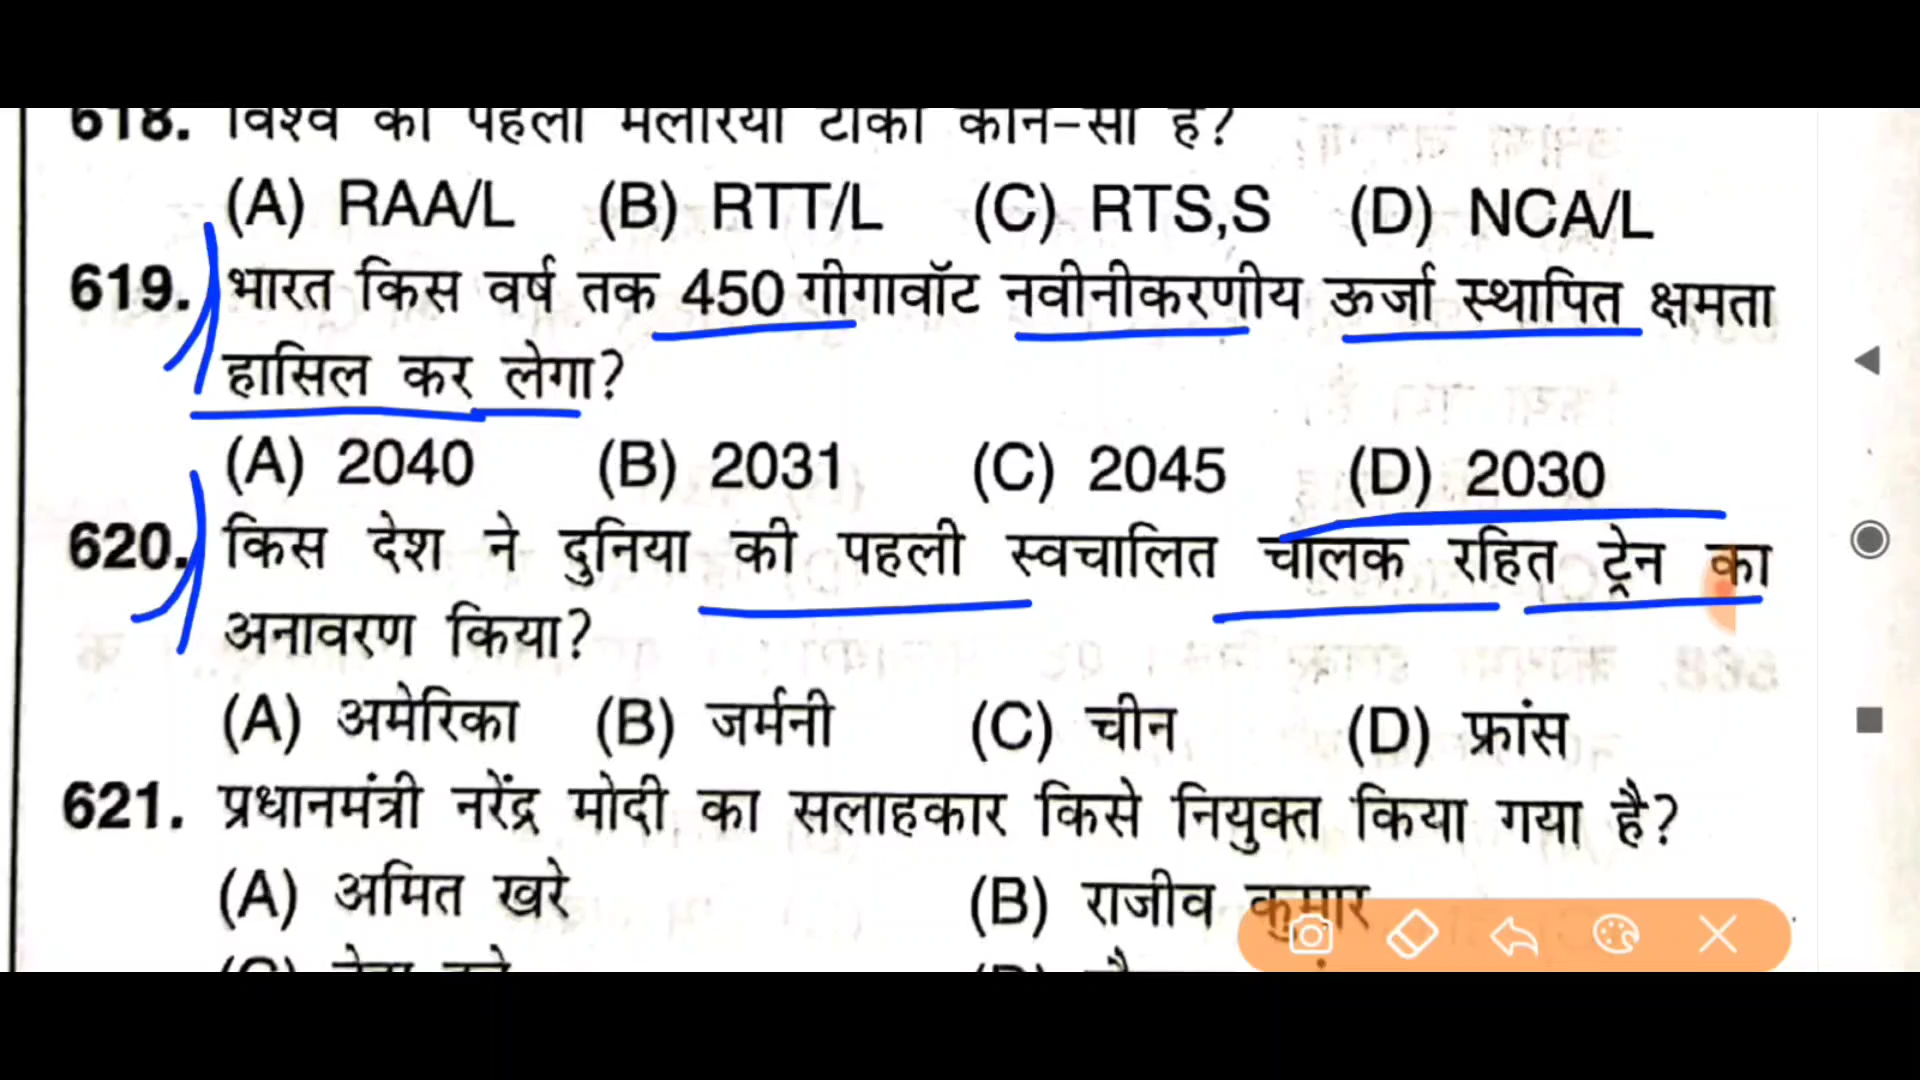 618. विश्व का पहला मलेरिया टीका कौन-सा है?
(A) RAA/L (B) RTT/L (C) RTS,S (D) NCA/L
619. भारत किस वर्ष तक 450 गीगावॉट नवीनीकरणीय ऊर्जा स्थापित क्षमता
हासिल कर लेगा?
(A) 2040 (B) 2031 (C) 2045 (D) 2030
620. किस देश ने दुनिया की पहली स्वचालित चालक रहित ट्रेन का
अनावरण किया?
(A) अमेरिका (B) जर्मनी (C) चीन (D) फ्रांस
621. प्रधानमंत्री नरेंद्र मोदी का सलाहकार किसे नियुक्त किया गया है?
(A) अमित खरे (B) राजीव कुमार